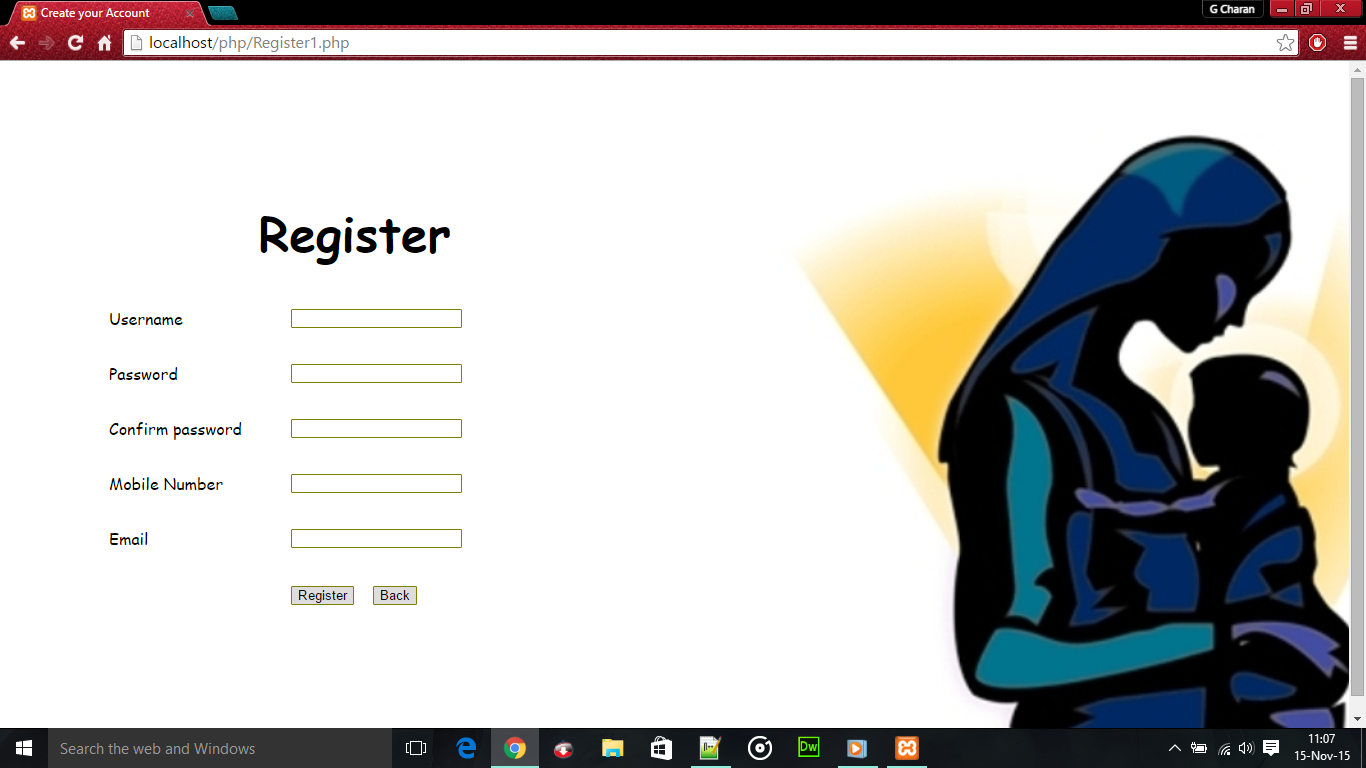 Create your Account
G Charan
localhost/php/Register1.php
Register
Username
Password
Confirm password
Mobile Number
Email
Register
Back
Search the web and Windows
Dw
11:07
15-Nov-15